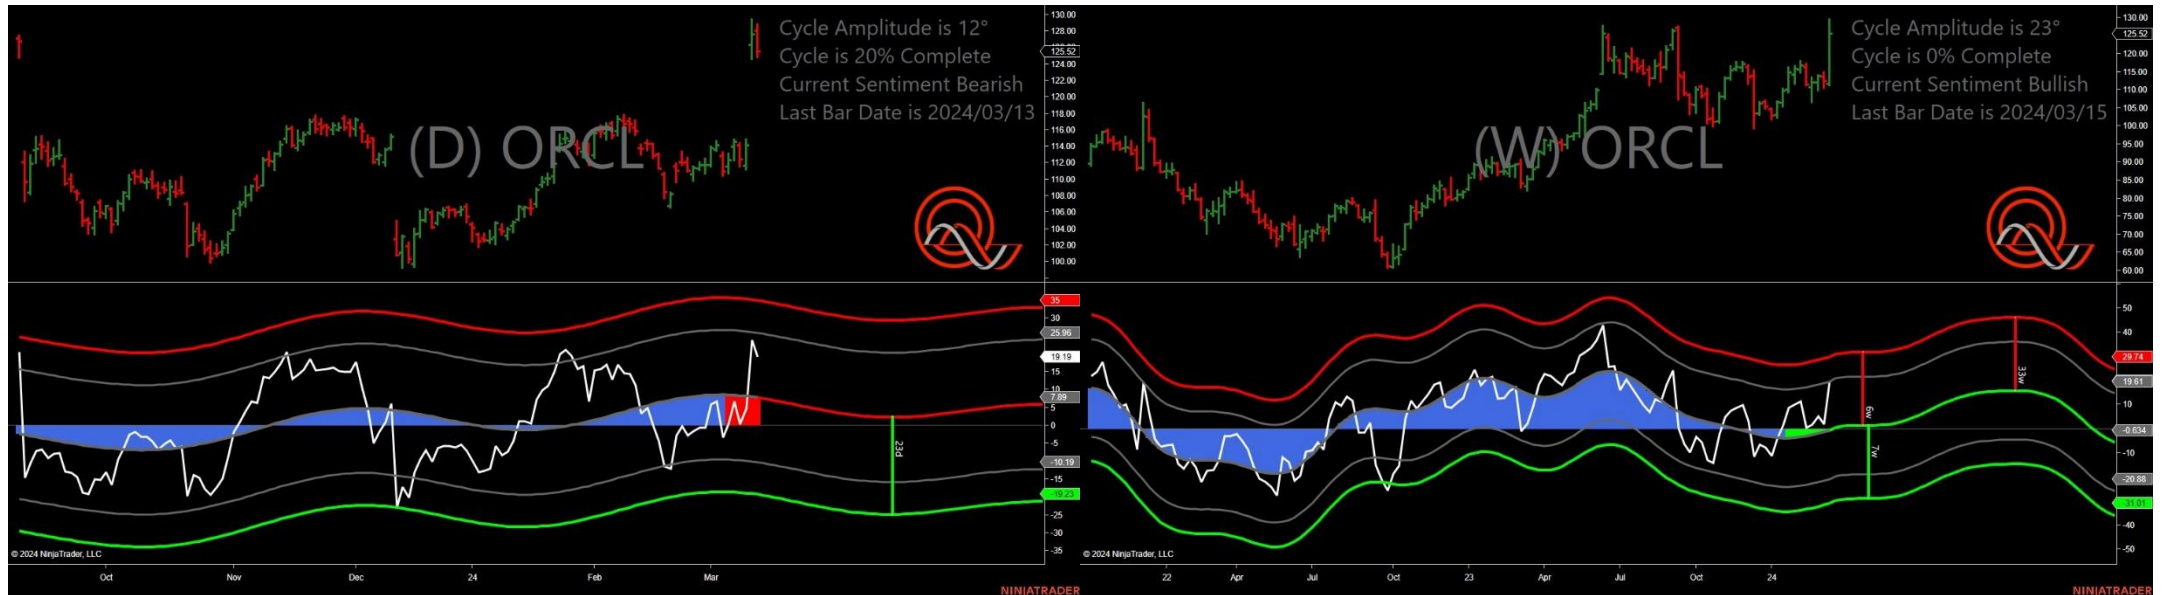 Cycle Amplitude is 12°
Cycle is 20% Complete
Current Sentiment Bearish
Last Bar Date is 2024/03/13
(D) ORCL
130.00
128.00
125.52
124.00
122.00
120.00
118.00
116.00
114.00
112.00
110.00
108.00
106.00
104.00
102.00
100.00
35
30
25.96
19.19
15
10
7.89
5
0
-5
-10.19
-15
-19.23
-25
-30
-35
23d
© 2024 NinjaTrader, LLC
Oct
Nov
Dec
24
Feb
Mar
NINJATRADER
Cycle Amplitude is 23°
Cycle is 0% Complete
Current Sentiment Bullish
Last Bar Date is 2024/03/15
(W) ORCL
130.00
125.52
120.00
115.00
110.00
105.00
100.00
95.00
90.00
85.00
80.00
75.00
70.00
65.00
60.00
50
40
29.74
19.61
10
-0.634
-10
-20.88
-31.01
-40
-50
6w
7w
33w
© 2024 NinjaTrader, LLC
22
Apr
Jul
Oct
23
Apr
Jul
Oct
24
NINJATRADER